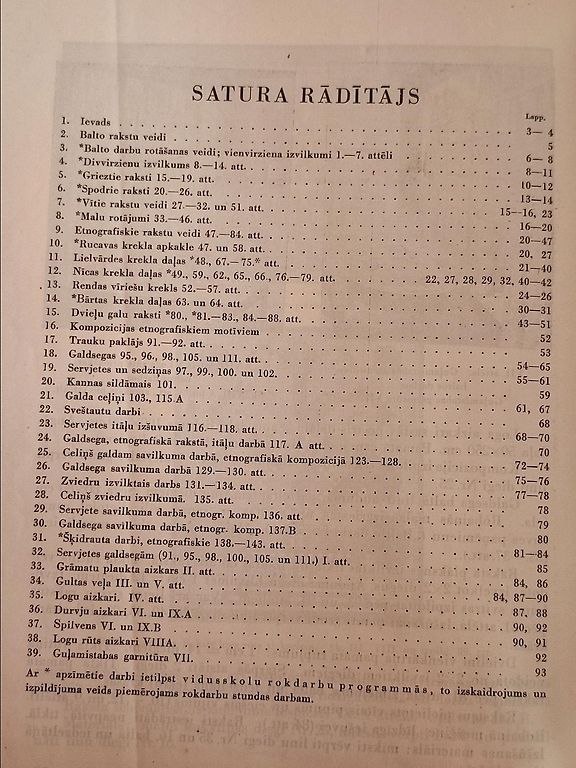 SATURA RĀDĪTĀJS
Lapp.
1. Ievads 3—4
2. Balto rakstu veidi 5
3. *Balto darbu rotāšanas veidi; vienvirziena izvilkumi 1.—7. attēli 6—8
4. *Divvirzienu izvilkums 8.—14. att. 8—11
5. *Grieztie raksti 15.—19. att. 10—12
6. *Spodrie raksti 20.—26. att. 13—14
7. *Vītie rakstu veidi 27.—32. un 51. att. 15—16, 23
8. *Malu rotājumi 33.—46. att. 16—20
9. Etnografiskie rakstu veidi 47.—84. att. 20—47
10. *Rucavas krekla apkakle 47. un 58. att. 20, 27
11. Lielvārdes krekla daļas *48., 67.—75.* att. 21—40
12. Nīcas krekla daļas *49., 59., 62., 65., 66., 76.—79. att. 22, 27, 28, 29, 32, 40—42
13. Rendas vīriešu krekls 52.—57. att. 24—26
14. *Bārtas krekla daļas 63. un 64. att. 30—31
15. Dvieļu galu raksti *80., *81.—83., 84.—88. att. 43—51
16. Kompozicijas etnografiskiem motīviem 52
17. Trauku paklājs 91.—92. att. 53
18. Galdsegas 95., 96., 98., 105. un 111. att. 54—65
19. Servjetes un sedziņas 97., 99., 100. un 102. 55—61
20. Kannas sildāmais 101. 59
21. Galda celiņi 103., 115.A 61, 67
22. Sveštautu darbi 68
23. Servjetes itāļu izšuvumā 116.—118. att. 68—70
24. Galdsega, etnografiskā rakstā, itāļu darbā 117. A att. 70
25. Celiņš galdam savilkuma darbā, etnografiskā kompozicijā 123.—128. 72—74
26. Galdsega savilkuma darbā 129.—130. att. 75—76
27. Zviedru izvilktais darbs 131.—134. att. 77—78
28. Celiņš zviedru izvilkumā. 135. att. 78
29. Servjete savilkuma darbā, etnogr. komp. 136. att. 79
30. Galdsega savilkuma darbā, etnogr. komp. 137.B 80
31. *Šķidrauta darbi, etnografiskie 138.—143. att. 81—84
32. Servjetes galdsegām (91., 95., 98., 100., 105. un 111.) I. att. 85
33. Grāmatu plaukta aizkars II. att. 84, 86
34. Gultas veļa III. un V. att. 84, 87—90
35. Logu aizkari. IV. att. 87, 88
36. Durvju aizkari VI. un IX.A 90, 92
37. Spilvens VI. un IX.B 90, 91
38. Logu rūts aizkari VIIIA. 92
39. Guļamistabas garnitūra VII. 93
Ar * apzīmētie darbi ietilpst vidusskolu rokdarbu programmās, to izskaidrojums un
izpildījuma veids piemērojams rokdarbu stundas darbam.